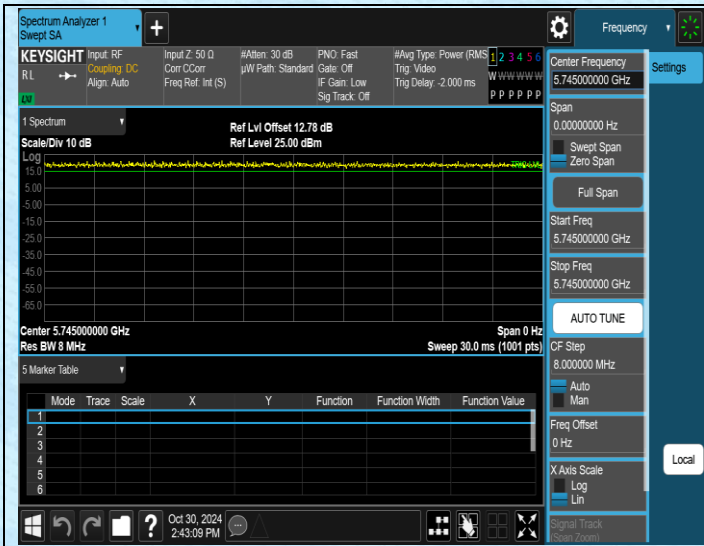 Spectrum Analyzer 1
Swept SA
Frequency
KEYSIGHT
RL
LXI
Input: RF
Coupling: DC
Align: Auto
Input Z: 50 Ω
Corr CCorr
Freq Ref: Int (S)
#Atten: 30 dB
µW Path: Standard
PNO: Fast
Gate: Off
IF Gain: Low
Sig Track: Off
#Avg Type: Power (RMS
Trig: Video
Trig Delay: -2.000 ms
1 2 3 4 5 6
W W W W W W
P P P P P P
1 Spectrum
Scale/Div 10 dB
Ref Lvl Offset 12.78 dB
Ref Level 25.00 dBm
Log
15.0
5.00
-5.00
-15.0
-25.0
-35.0
-45.0
-55.0
-65.0
Center 5.745000000 GHz
Res BW 8 MHz
Span 0 Hz
Sweep 30.0 ms (1001 pts)
5 Marker Table
Mode Trace Scale X Y Function Function Width Function Value
1
2
3
4
5
6
Oct 30, 2024
2:43:09 PM
?
Center Frequency
5.745000000 GHz
Settings
Span
0.00000000 Hz
Swept Span
Zero Span
Full Span
Start Freq
5.745000000 GHz
Stop Freq
5.745000000 GHz
AUTO TUNE
CF Step
8.000000 MHz
Auto
Man
Freq Offset
0 Hz
X Axis Scale
Log
Lin
Local
Signal Track
(Span Zoom)